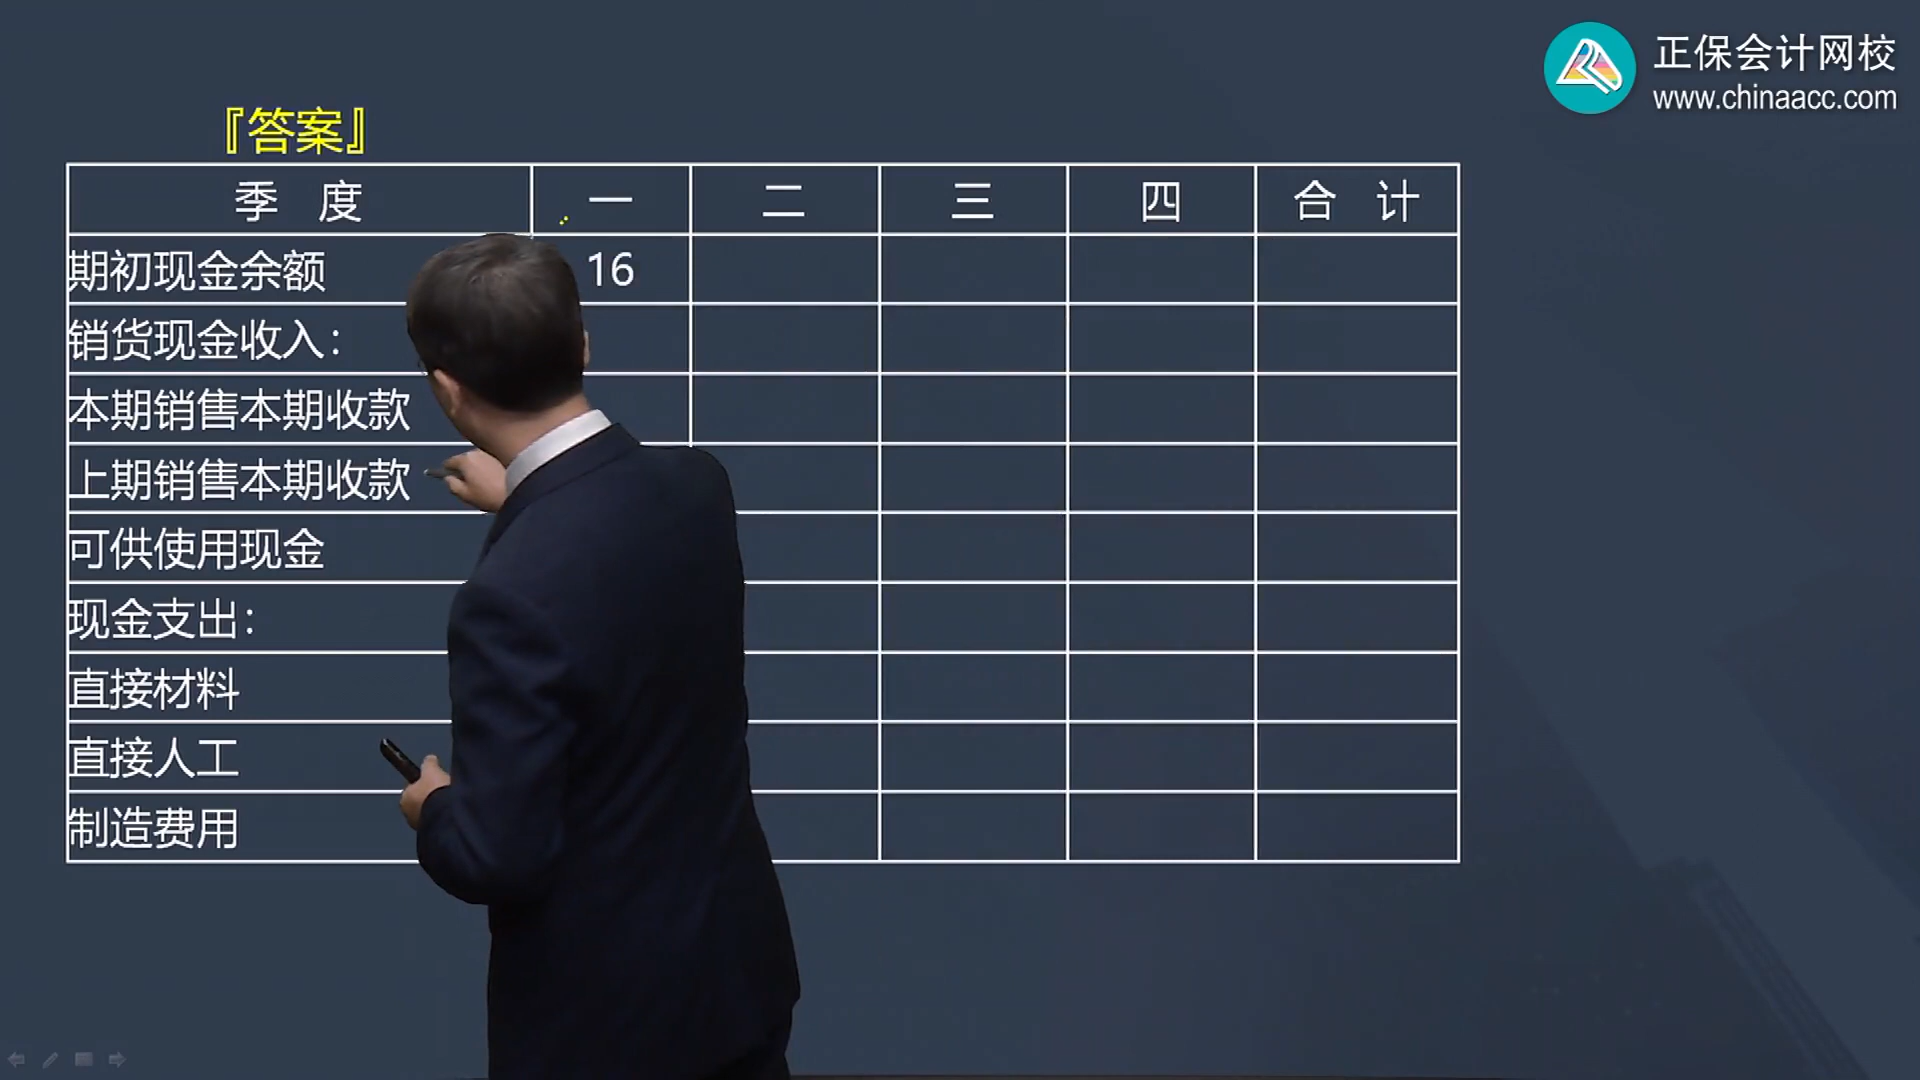 正保会计网校
www.chinaacc.com
『答案』
季 度 一 二 三 四 合 计
期初现金余额 16
销货现金收入：
本期销售本期收款
上期销售本期收款
可供使用现金
现金支出：
直接材料
直接人工
制造费用